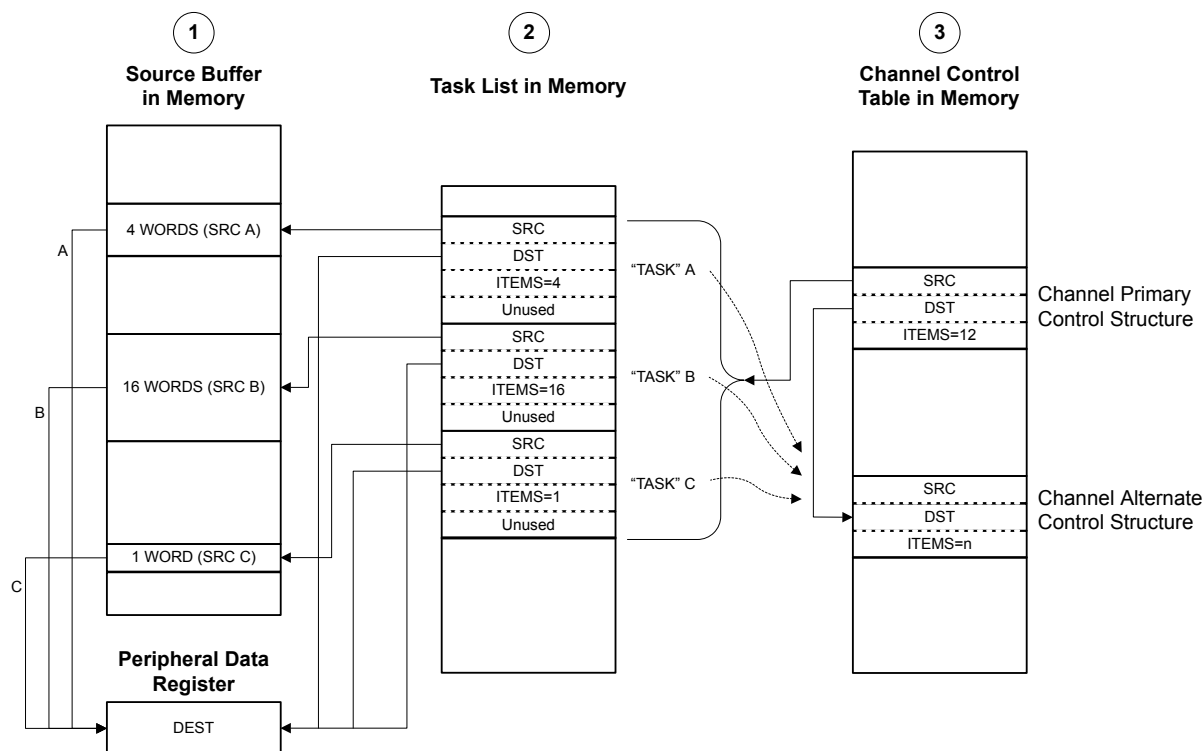 1
Source Buffer
in Memory
4 WORDS (SRC A)
16 WORDS (SRC B)
1 WORD (SRC C)
A
B
C
Peripheral Data
Register
DEST
2
Task List in Memory
SRC
DST
ITEMS=4
Unused
SRC
DST
ITEMS=16
Unused
SRC
DST
ITEMS=1
Unused
“TASK” A
“TASK” B
“TASK” C
3
Channel Control
Table in Memory
SRC
DST
ITEMS=12
Channel Primary
Control Structure
SRC
DST
ITEMS=n
Channel Alternate
Control Structure